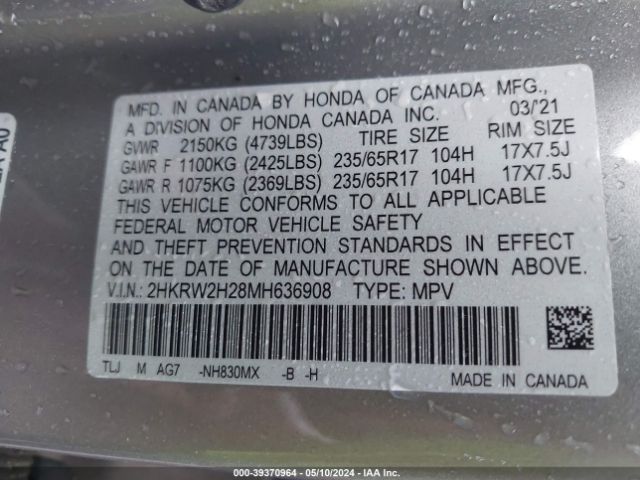 MFD. IN CANADA BY HONDA OF CANADA MFG.,
A DIVISION OF HONDA CANADA INC. 03/'21
GVWR 2150KG (4739LBS) TIRE SIZE RIM SIZE
GAWR F 1100KG (2425LBS) 235/65R17 104H 17X7.5J
GAWR R 1075KG (2369LBS) 235/65R17 104H 17X7.5J
THIS VEHICLE CONFORMS TO ALL APPLICABLE
FEDERAL MOTOR VEHICLE SAFETY
AND THEFT PREVENTION STANDARDS IN EFFECT
ON THE DATE OF MANUFACTURE SHOWN ABOVE.
V.I.N.: 2HKRW2H28MH636908 TYPE: MPV
TLJ M AG7 -NH830MX -B -H
MADE IN CANADA
000-39370964 - 05/10/2024 - IAA Inc.